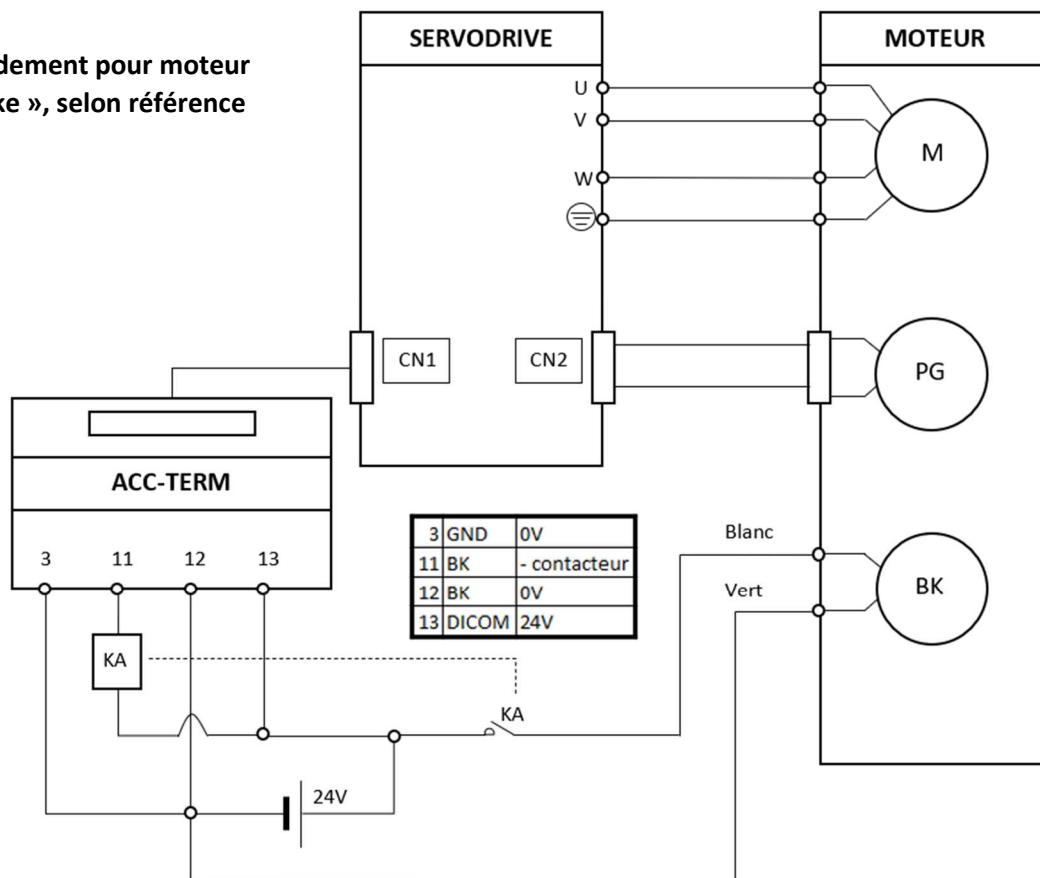 SERVODRIVE
MOTEUR
dement pour moteur
ke », selon référence
U
V
W
M
CN1
CN2
PG
ACC-TERM
3 11 12 13
3 GND 0V
11 BK - contacteur
12 BK 0V
13 DICOM 24V
Blanc
Vert
BK
KA
KA
24V